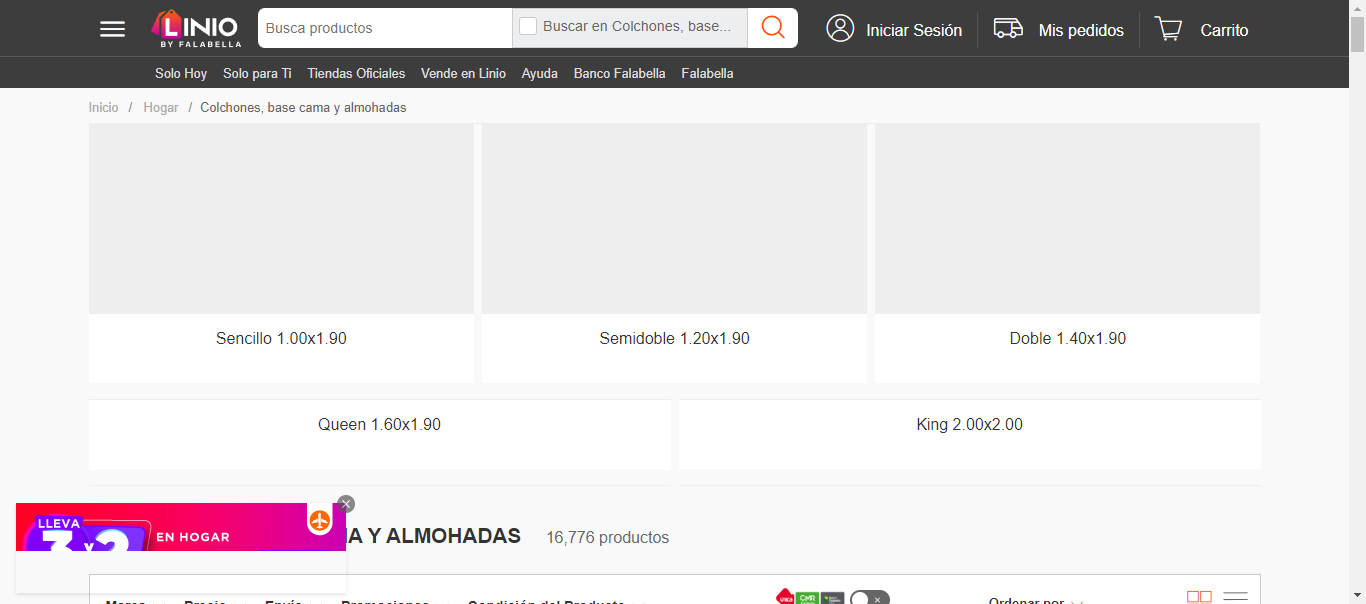 LINIO
BY FALABELLA
Busca productos
Buscar en Colchones, base...
Iniciar Sesión
Mis pedidos
Carrito
Solo Hoy
Solo para Ti
Tiendas Oficiales
Vende en Linio
Ayuda
Banco Falabella
Falabella
Inicio / Hogar / Colchones, base cama y almohadas
Sencillo 1.00x1.90
Semidoble 1.20x1.90
Doble 1.40x1.90
Queen 1.60x1.90
King 2.00x2.00
LLEVA
3 y 2
EN HOGAR
Y ALMOHADAS
16,776 productos
Marca
Precio
Envío
Promociones
Condición del Producto
CMR
Ordenar por